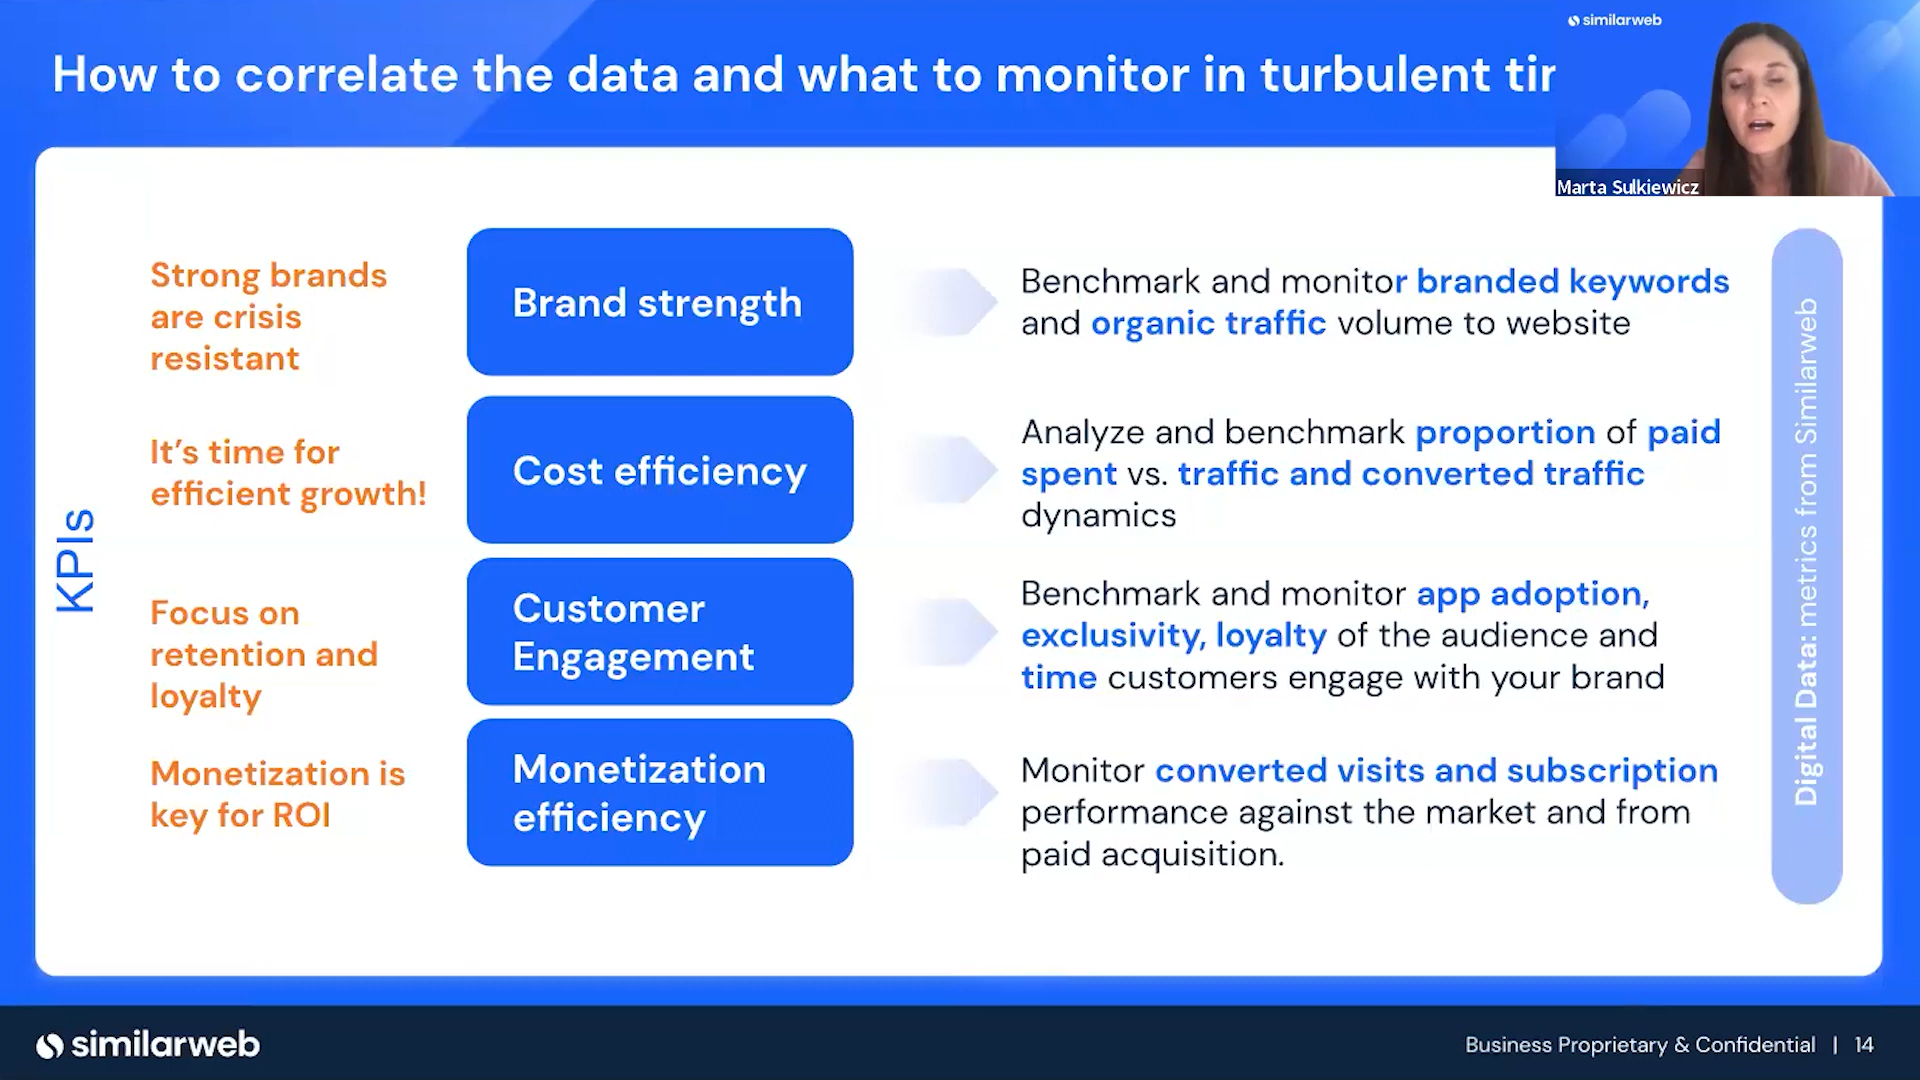 similarweb
How to correlate the data and what to monitor in turbulent
Marta Sulkiewicz
KPIs
Strong brands
are crisis
resistant
Brand strength
Benchmark and monitor branded keywords
and organic traffic volume to website
It's time for
efficient growth!
Cost efficiency
Analyze and benchmark proportion of paid
spent vs. traffic and converted traffic
dynamics
Focus on
retention and
loyalty
Customer
Engagement
Benchmark and monitor app adoption,
exclusivity, loyalty of the audience and
time customers engage with your brand
Monetization is
key for ROI
Monetization
efficiency
Monitor converted visits and subscription
performance against the market and from
paid acquisition.
Digital Data: metrics from Similarweb
similarweb
Business Proprietary & Confidential | 14